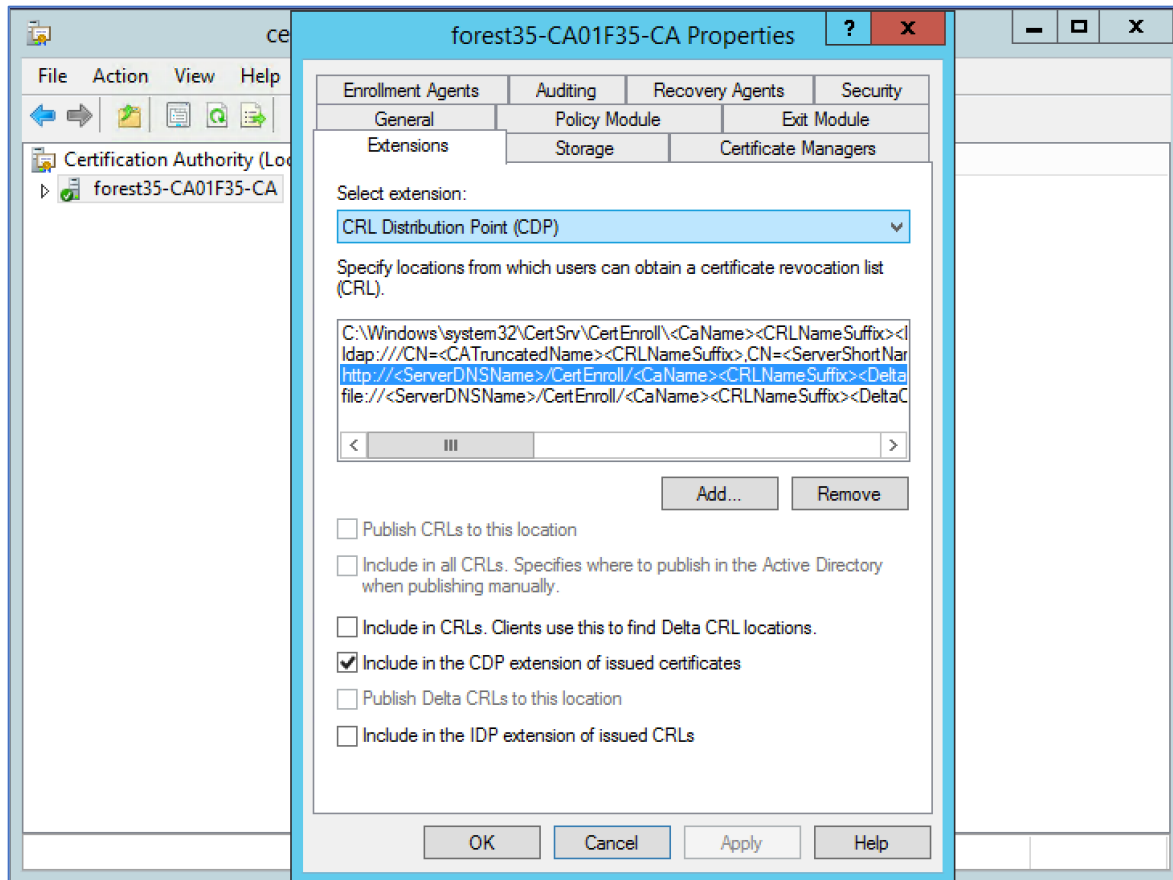 ce
forest35-CA01F35-CA Properties
?
x
x
File Action View Help
Certification Authority (Loc
forest35-CA01F35-CA
Enrollment Agents Auditing Recovery Agents Security
General Policy Module Exit Module
Extensions Storage Certificate Managers
Select extension:
CRL Distribution Point (CDP)
Specify locations from which users can obtain a certificate revocation list
(CRL).
C:\Windows\system32\CertSrv\CertEnroll\<CaName><CRLNameSuffix><
ldap:///CN=<CATruncatedName><CRLNameSuffix>,CN=<ServerShortNar
http://<ServerDNSName>/CertEnroll/<CaName><CRLNameSuffix><Delta
file://<ServerDNSName>/CertEnroll/<CaName><CRLNameSuffix><DeltaC
Add... Remove
Publish CRLs to this location
Include in all CRLs. Specifies where to publish in the Active Directory
when publishing manually.
Include in CRLs. Clients use this to find Delta CRL locations.
Include in the CDP extension of issued certificates
Publish Delta CRLs to this location
Include in the IDP extension of issued CRLs
OK Cancel Apply Help